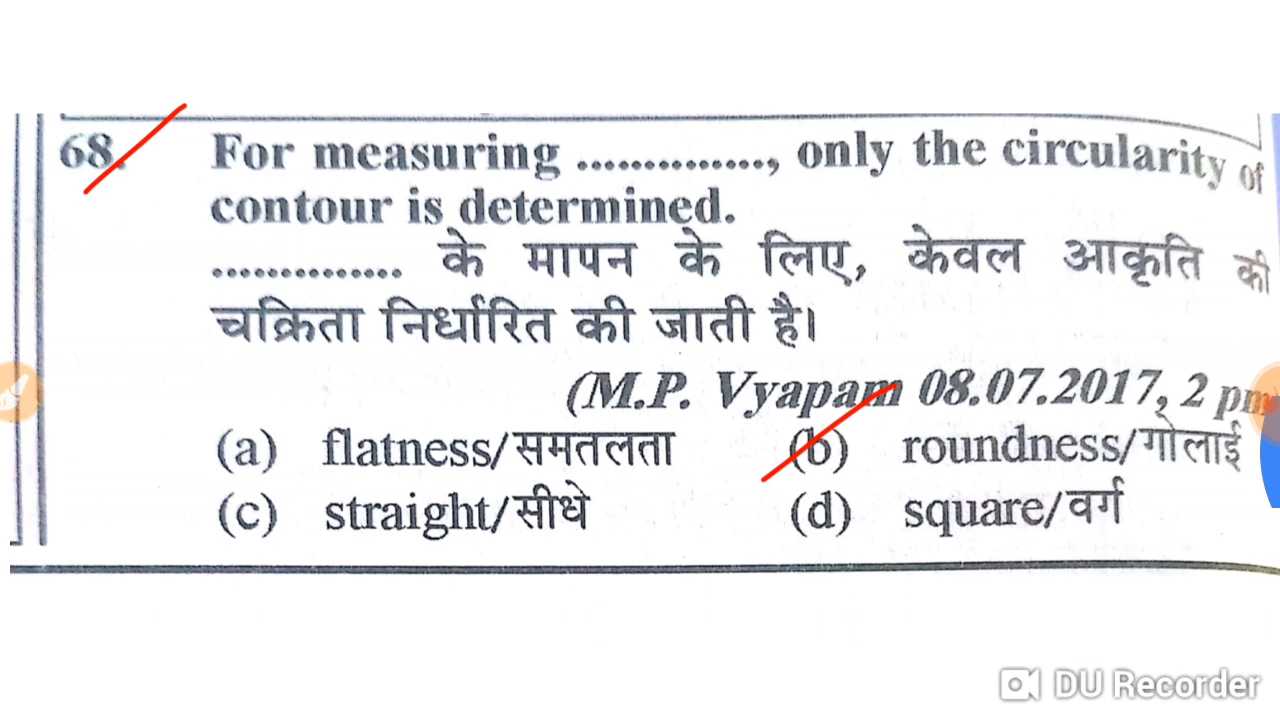 68. For measuring ..............., only the circularity of
contour is determined.
.............. के मापन के लिए, केवल आकृति की
चक्रिता निर्धारित की जाती है।
(M.P. Vyapam 08.07.2017, 2 pm
(a) flatness/समतलता (b) roundness/गोलाई
(c) straight/सीधे (d) square/वर्ग
DU Recorder